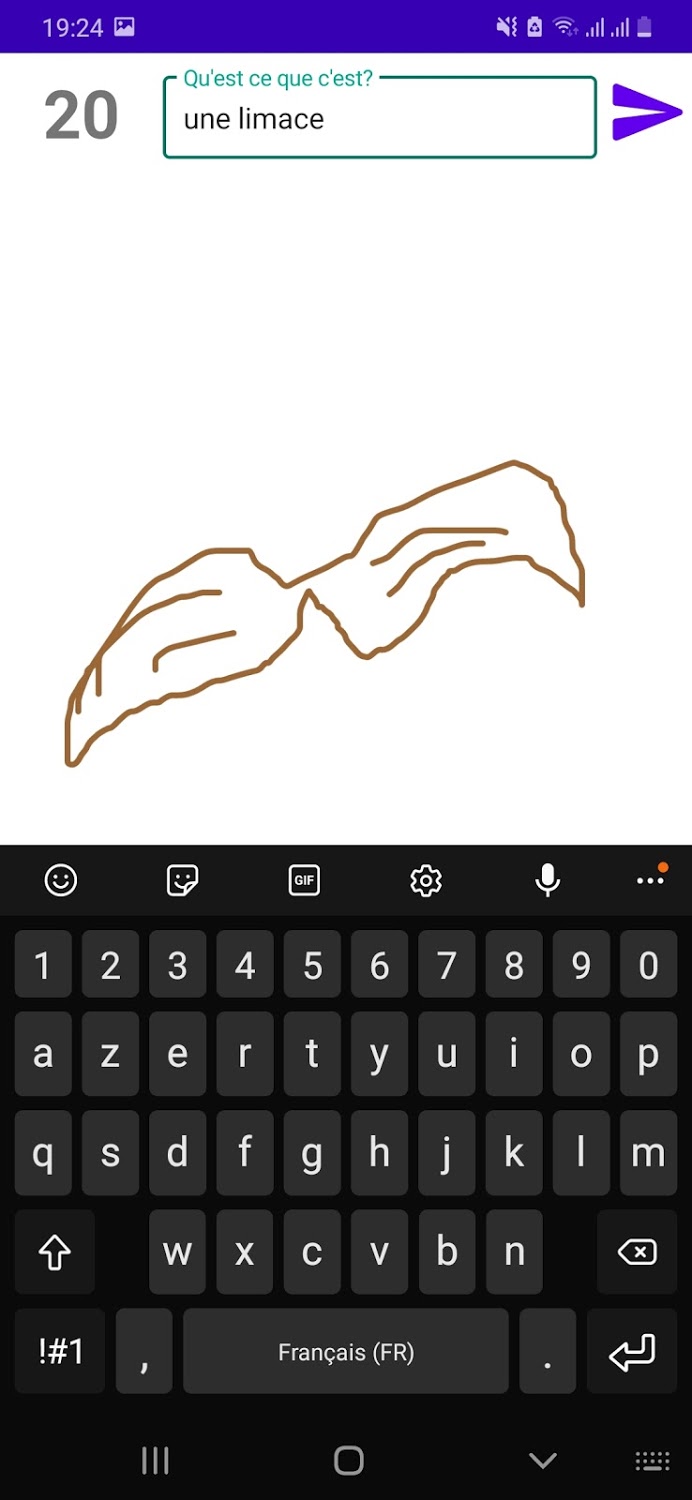 19:24
20
Qu'est ce que c'est?
une limace
GIF
1 2 3 4 5 6 7 8 9 0
a z e r t y u i o p
q s d f g h j k l m
w x c v b n
!#1 , Français (FR) .